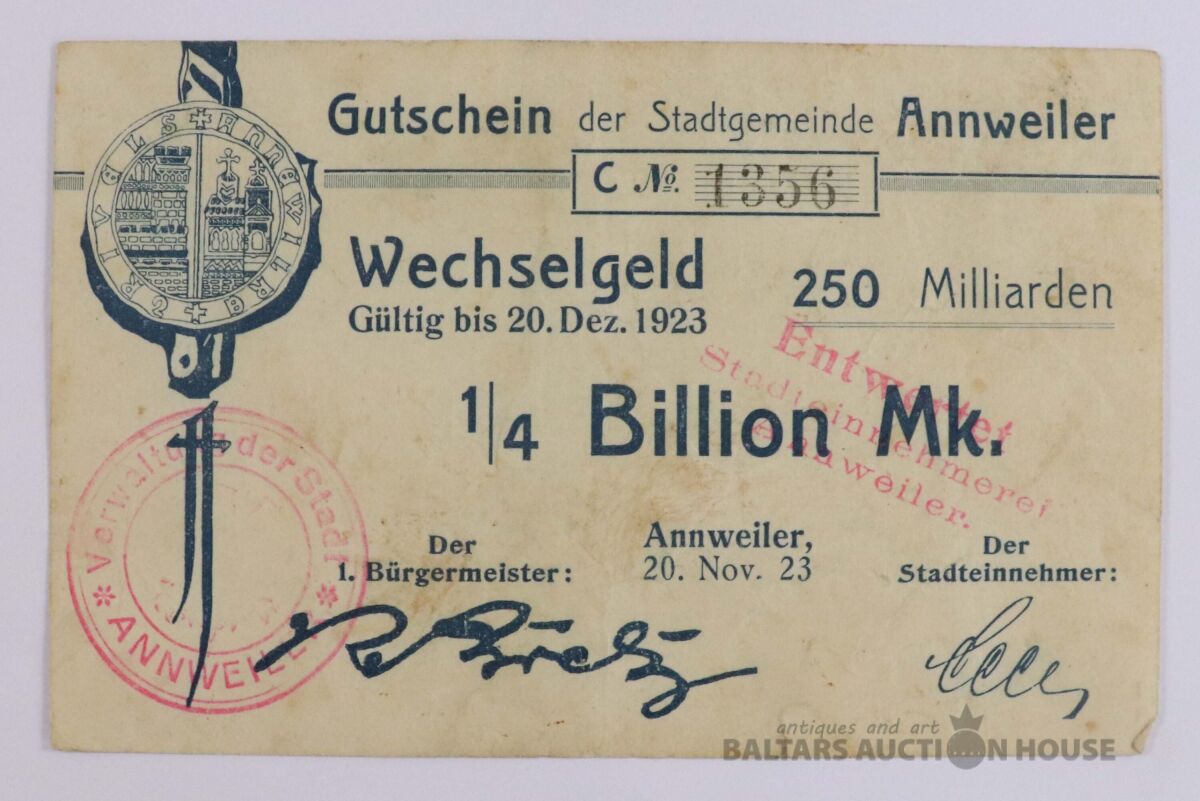 Gutschein der Stadtgemeinde Annweiler
C No. 1356
Wechselgeld
250 Milliarden
Gültig bis 20. Dez. 1923
1/4 Billion Mk.
Entwertet
Stadteinnehmerei
Annweiler.
Verwaltung der Stadt
* ANNWEILER *
Der
1. Bürgermeister:
Annweiler,
20. Nov. 23
Der
Stadteinnehmer:
antiques and art
BALTARS AUCTION HOUSE